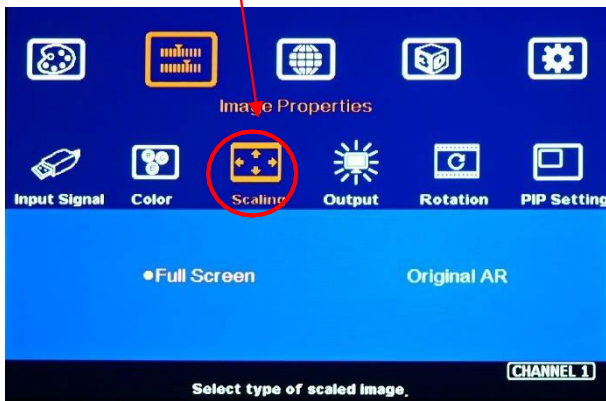 3D
Image Properties
Input Signal Color Scaling Output Rotation PIP Setting
Full Screen Original AR
CHANNEL 1
Select type of scaled image.